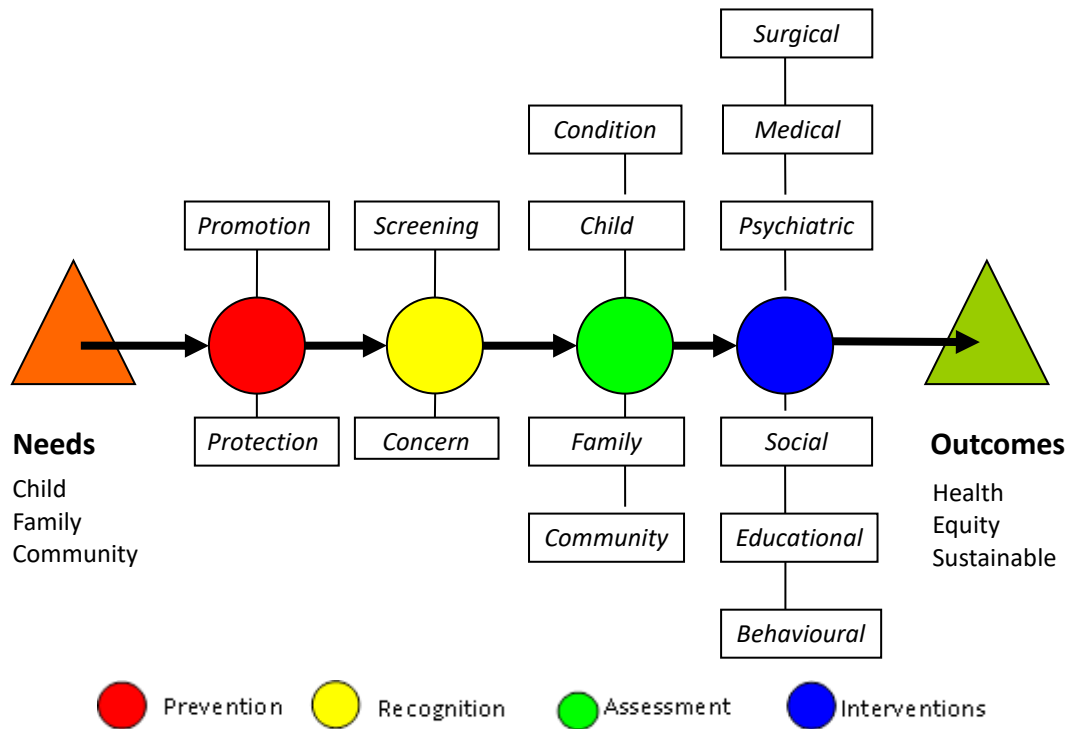 Surgical
Condition
Medical
Promotion
Screening
Child
Psychiatric
Protection
Concern
Family
Social
Needs
Child
Family
Community
Outcomes
Health
Equity
Sustainable
Community
Educational
Behavioural
Prevention
Recognition
Assessment
Interventions